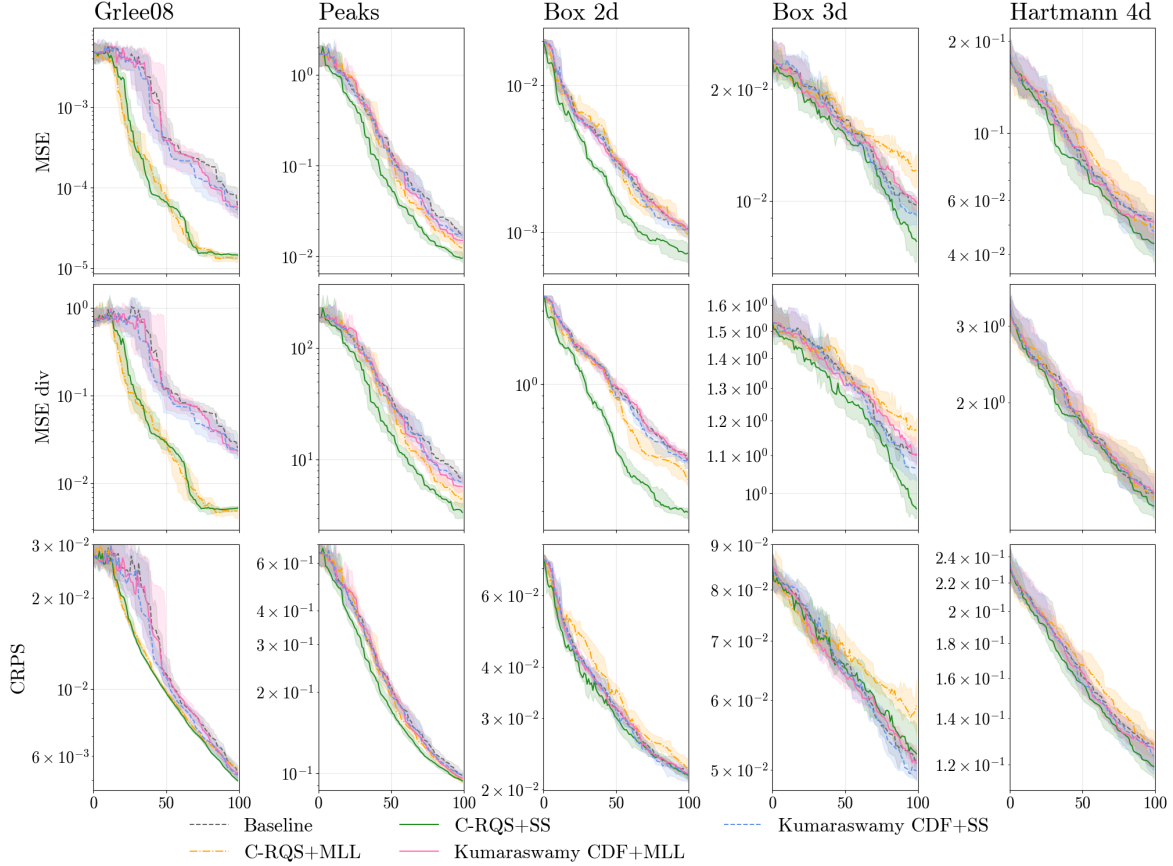 Grlee08 Peaks Box 2d Box 3d Hartmann 4d
MSE
10^{-3}
10^{-4}
10^{-5}
10^{0}
10^{-1}
10^{-2}
10^{-2}
10^{-3}
2 × 10^{-2}
10^{-2}
2 × 10^{-1}
10^{-1}
6 × 10^{-2}
4 × 10^{-2}
MSE div
10^{0}
10^{-1}
10^{-2}
10^{2}
10^{1}
10^{0}
1.6 × 10^{0}
1.5 × 10^{0}
1.4 × 10^{0}
1.3 × 10^{0}
1.2 × 10^{0}
1.1 × 10^{0}
10^{0}
3 × 10^{0}
2 × 10^{0}
CRPS
3 × 10^{-2}
2 × 10^{-2}
10^{-2}
6 × 10^{-3}
6 × 10^{-1}
4 × 10^{-1}
3 × 10^{-1}
2 × 10^{-1}
10^{-1}
6 × 10^{-2}
4 × 10^{-2}
3 × 10^{-2}
2 × 10^{-2}
9 × 10^{-2}
8 × 10^{-2}
7 × 10^{-2}
6 × 10^{-2}
5 × 10^{-2}
2.4 × 10^{-1}
2.2 × 10^{-1}
2 × 10^{-1}
1.8 × 10^{-1}
1.6 × 10^{-1}
1.4 × 10^{-1}
1.2 × 10^{-1}
0 50 100 0 50 100 0 50 100 0 50 100 0 50 100
Baseline C-RQS+SS Kumaraswamy CDF+SS
C-RQS+MLL Kumaraswamy CDF+MLL